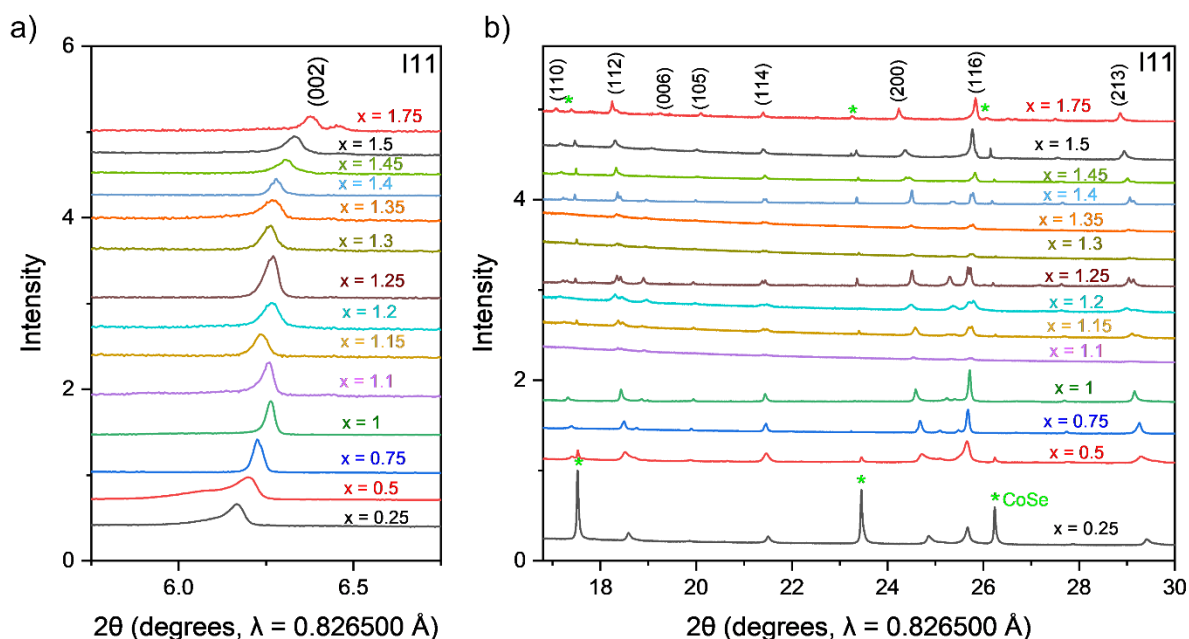 a)
6
4
2
0
Intensity
I11
(002)
x = 1.75
x = 1.5
x = 1.45
x = 1.4
x = 1.35
x = 1.3
x = 1.25
x = 1.2
x = 1.15
x = 1.1
x = 1
x = 0.75
x = 0.5
x = 0.25
6.0 6.5
2θ (degrees, λ = 0.826500 Å)
b)
6
4
2
0
Intensity
I11
(110) (112) (006) (105) (114) (200) (116) (213)
* * *
x = 1.75
x = 1.5
x = 1.45
x = 1.4
x = 1.35
x = 1.3
x = 1.25
x = 1.2
x = 1.15
x = 1.1
x = 1
x = 0.75
x = 0.5
* * * CoSe
x = 0.25
18 20 22 24 26 28 30
2θ (degrees, λ = 0.826500 Å)